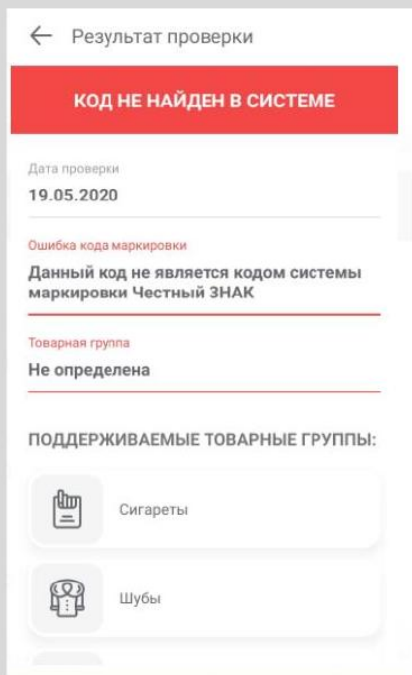 Результат проверки
КОД НЕ НАЙДЕН В СИСТЕМЕ
Дата проверки
19.05.2020
Ошибка кода маркировки
Данный код не является кодом системы
маркировки Честный ЗНАК
Товарная группа
Не определена
ПОДДЕРЖИВАЕМЫЕ ТОВАРНЫЕ ГРУППЫ:
Сигареты
Шубы